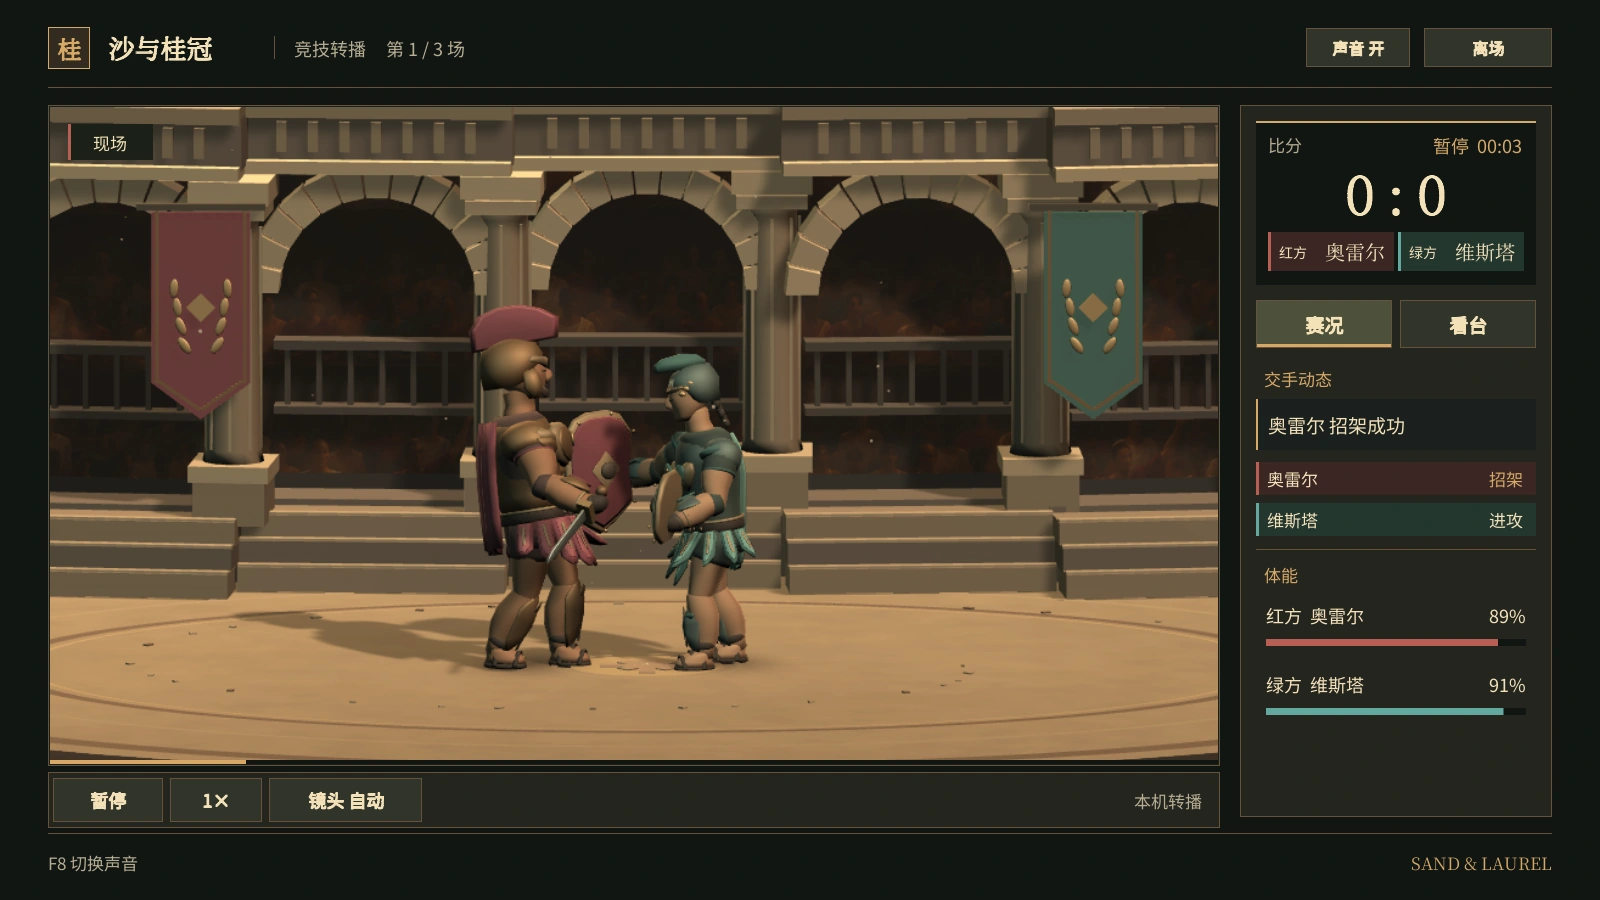 桂 沙与桂冠 竞技转播 第 1 / 3 场 声音 开 离场
现场
比分 暂停 00:03
0 : 0
红方 奥雷尔 绿方 维斯塔
赛况 看台
交手动态
奥雷尔 招架成功
奥雷尔 招架
维斯塔 进攻
体能
红方 奥雷尔 89%
绿方 维斯塔 91%
暂停 1× 镜头 自动 本机转播
F8 切换声音 SAND & LAUREL